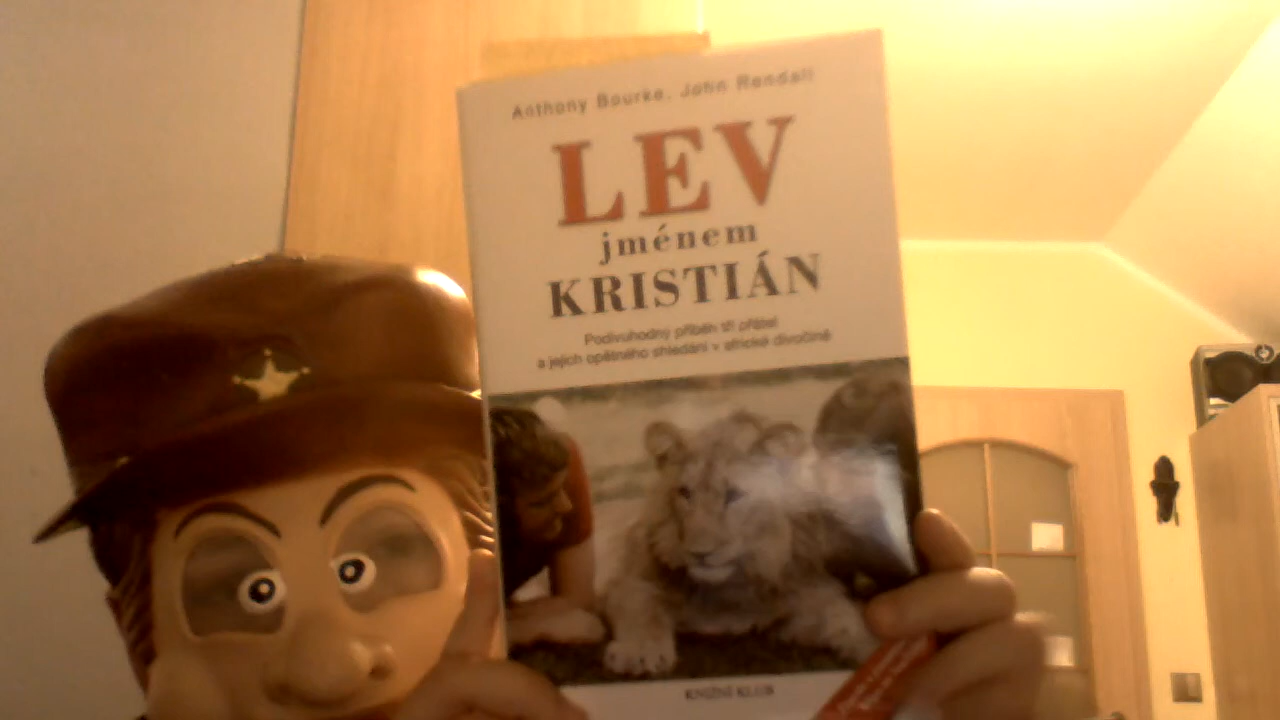 Anthony Bourke, John Rendall
LEV
jménem
KRISTIÁN
Podivuhodný příběh tří přátel
a jejich opětného shledání v africké divočině
KNIŽNÍ KLUB